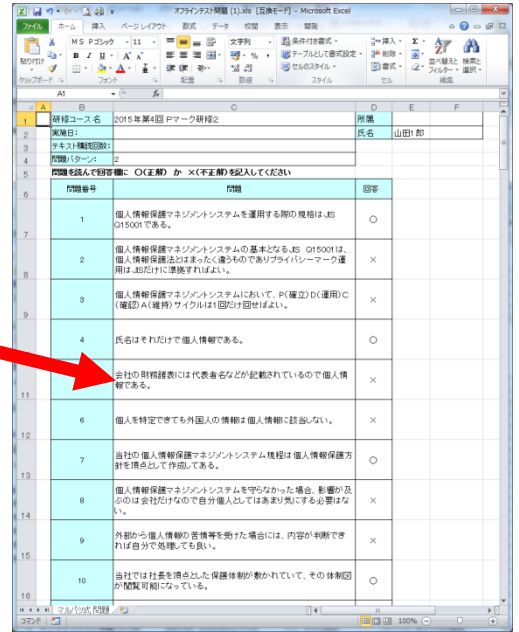 オフラインテスト問題 (1).xls [互換モード] - Microsoft Excel
ファイル ホーム 挿入 ページ レイアウト 数式 データ 校閲 表示 開発
貼り付け
MS Pゴシック 11
文字列
条件付き書式
テーブルとして書式設定
セルのスタイル
挿入
削除
書式
並べ替えと フィルター
検索と 選択
クリップボード フォント 配置 数値 スタイル セル 編集
A1 fx
A B C D E F
1 研修コース名 2015年第4回 Pマーク研修2 所属
2 実施日: 氏名 山田1郎
3 テキスト購読回数:
4 問題パターン: 2
5 問題を読んで回答欄に ○(正解) か ×(不正解)を記入してください
6 問題番号 問題 回答
1 個人情報保護マネジメントシステムを運用する際の規格はJIS ○
7 Q15001である。
個人情報保護マネジメントシステムの基本となるJIS Q15001は、
2 個人情報保護法とはまったく違うものでありプライバシーマーク運 ×
8 用はJISだけに準拠すればよい。
3 個人情報保護マネジメントシステムにおいて、P(確立)D(運用)C ×
9 (確認)A(維持)サイクルは1回だけ回せばよい。
4 氏名はそれだけで個人情報である。 ○
会社の財務諸表には代表者名などが記載されているので個人情 ×
11 報である。
6 個人を特定できても外国人の情報は個人情報に該当しない。 ×
12
7 当社の個人情報保護マネジメントシステム規程は個人情報保護方 ○
13 針を頂点として作成してある。
個人情報保護マネジメントシステムを守らなかった場合、影響が及
8 ぶのは会社だけなので自分個人としてはあまり気にする必要はな ×
14 い。
9 外部から個人情報の苦情等を受けた場合には、内容が判断でき ×
15 れば自分で処理しても良い。
10 当社では社長を頂点とした保護体制が敷かれていて、その体制図 ○
16 が閲覧可能になっている。
マルバツ式問題
コマンド 100%